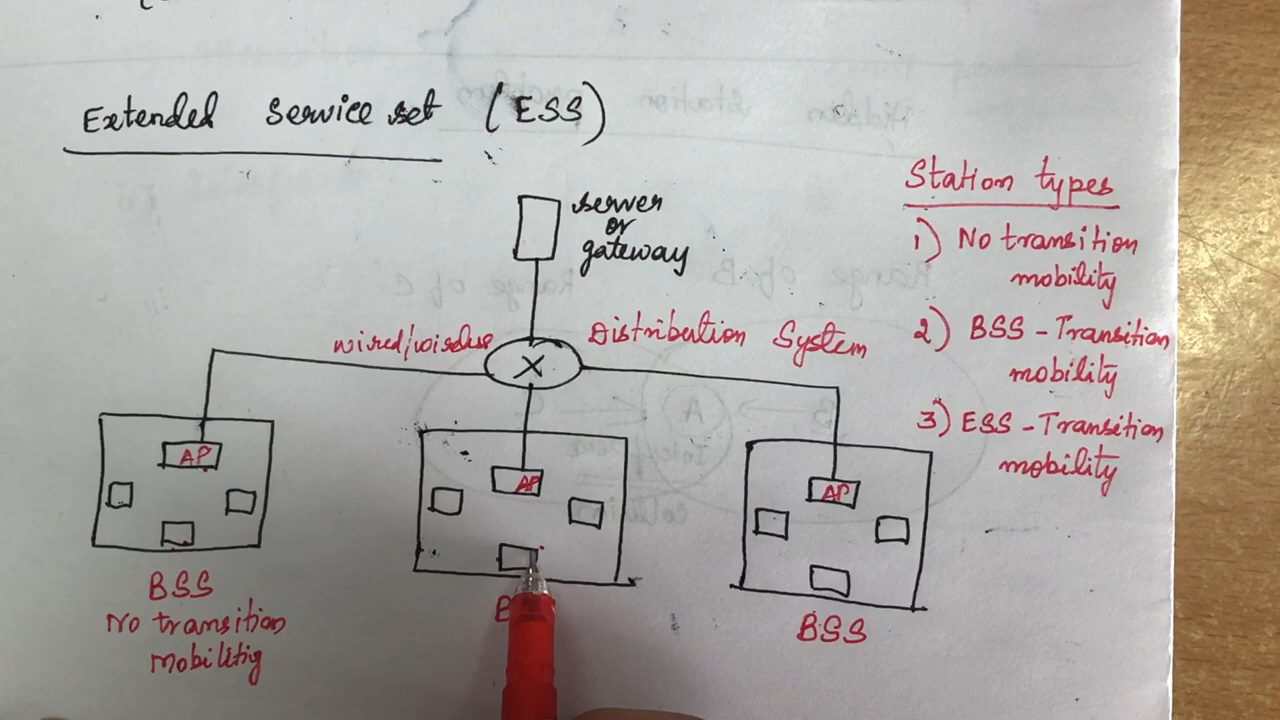 Extended service set (ESS)
server
or
gateway
wired/wireless
Distribution System
Station types
1) No transition
mobility
2) BSS - Transition
mobility
3) ESS - Transition
mobility
AP
AP
AP
BSS
No transition
mobilitiy
B
BSS